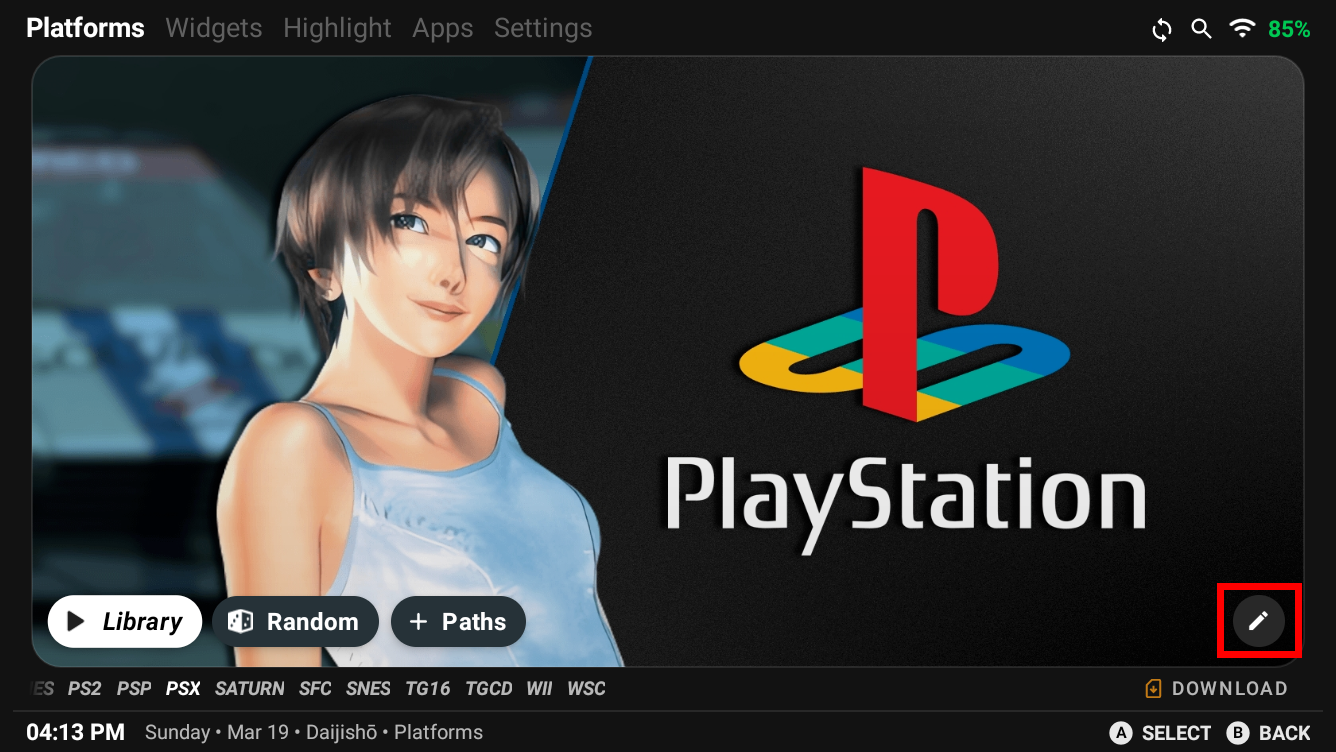 Platforms Widgets Highlight Apps Settings 85%
PlayStation
Library Random + Paths
PS2 PSP PSX SATURN SFC SNES TG16 TGCD WII WSC DOWNLOAD
04:13 PM Sunday • Mar 19 • Daijishō • Platforms A SELECT B BACK